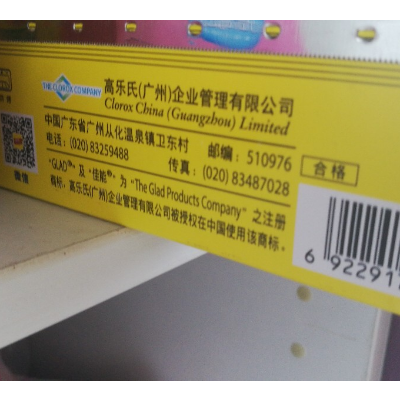 THE CLOROX COMPANY
高乐氏(广州)企业管理有限公司
Clorox China (Guangzhou) Limited
中国广东省广州从化温泉镇卫东村 邮编：510976
电话：(020) 83259488 传真：(020) 83487028
合格
"GLAD™" 及 "佳能®" 为 "The Glad Products Company" 之注册
商标，高乐氏(广州)企业管理有限公司被授权在中国使用该商标。
微信
6 92291